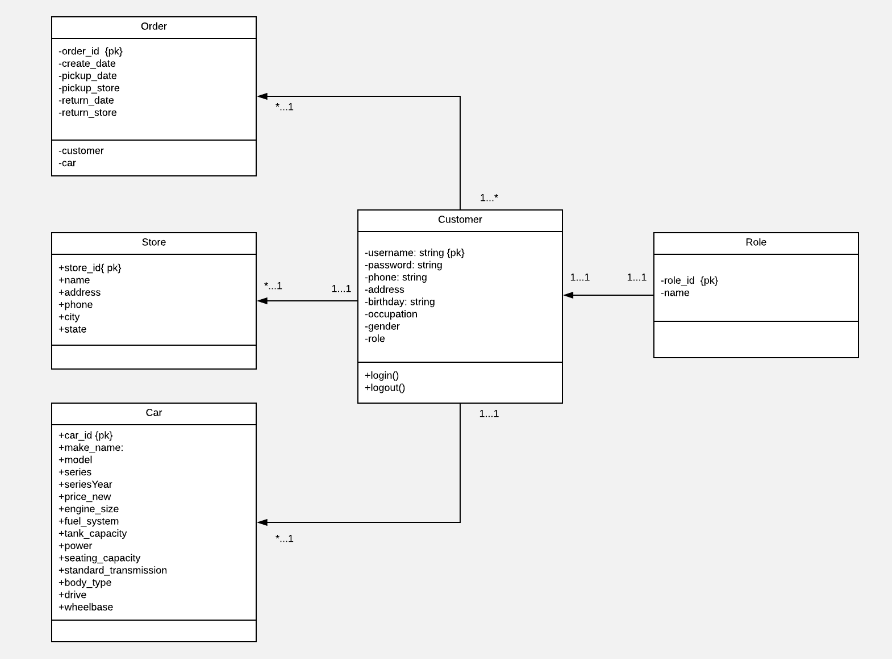 Order
-order_id  {pk}
-create_date
-pickup_date
-pickup_store
-return_date
-return_store
-customer
-car
*...1
1...*
Customer
-username: string {pk}
-password: string
-phone: string
-address
-birthday: string
-occupation
-gender
-role
+login()
+logout()
Store
+store_id{ pk}
+name
+address
+phone
+city
+state
*...1
1...1
1...1
1...1
Role
-role_id  {pk}
-name
Car
+car_id {pk}
+make_name:
+model
+series
+seriesYear
+price_new
+engine_size
+fuel_system
+tank_capacity
+power
+seating_capacity
+standard_transmission
+body_type
+drive
+wheelbase
1...1
*...1